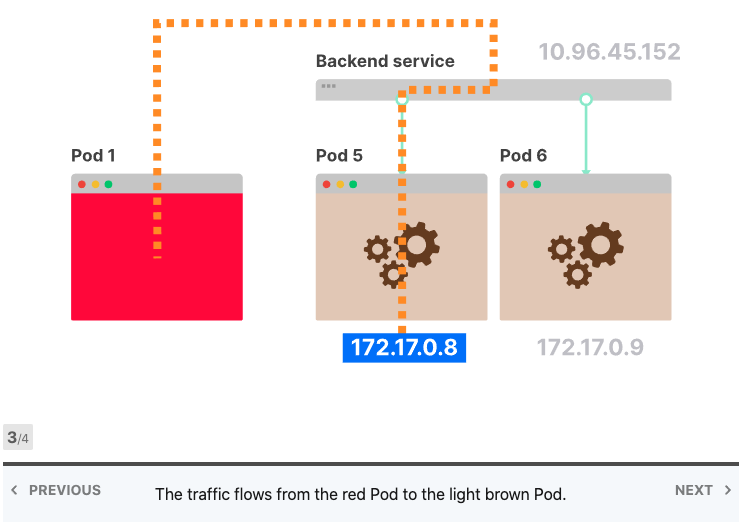 10.96.45.152
Backend service
Pod 1
Pod 5
Pod 6
172.17.0.8
172.17.0.9
3/4
PREVIOUS
The traffic flows from the red Pod to the light brown Pod.
NEXT